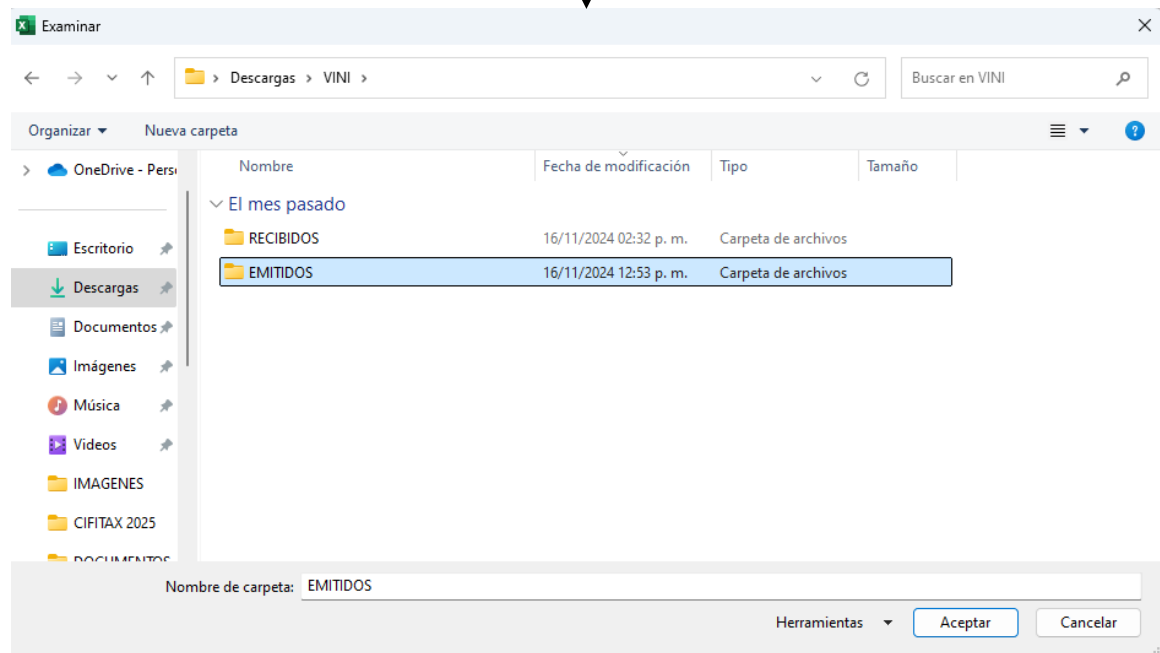 Examinar
Descargas > VINI >
Buscar en VINI
Organizar Nueva carpeta
OneDrive - Pers
Nombre Fecha de modificación Tipo Tamaño
El mes pasado
RECIBIDOS 16/11/2024 02:32 p. m. Carpeta de archivos
EMITIDOS 16/11/2024 12:53 p. m. Carpeta de archivos
Escritorio
Descargas
Documentos
Imágenes
Música
Videos
IMAGENES
CIFITAX 2025
DOCUMENTOS
Nombre de carpeta: EMITIDOS
Herramientas Aceptar Cancelar